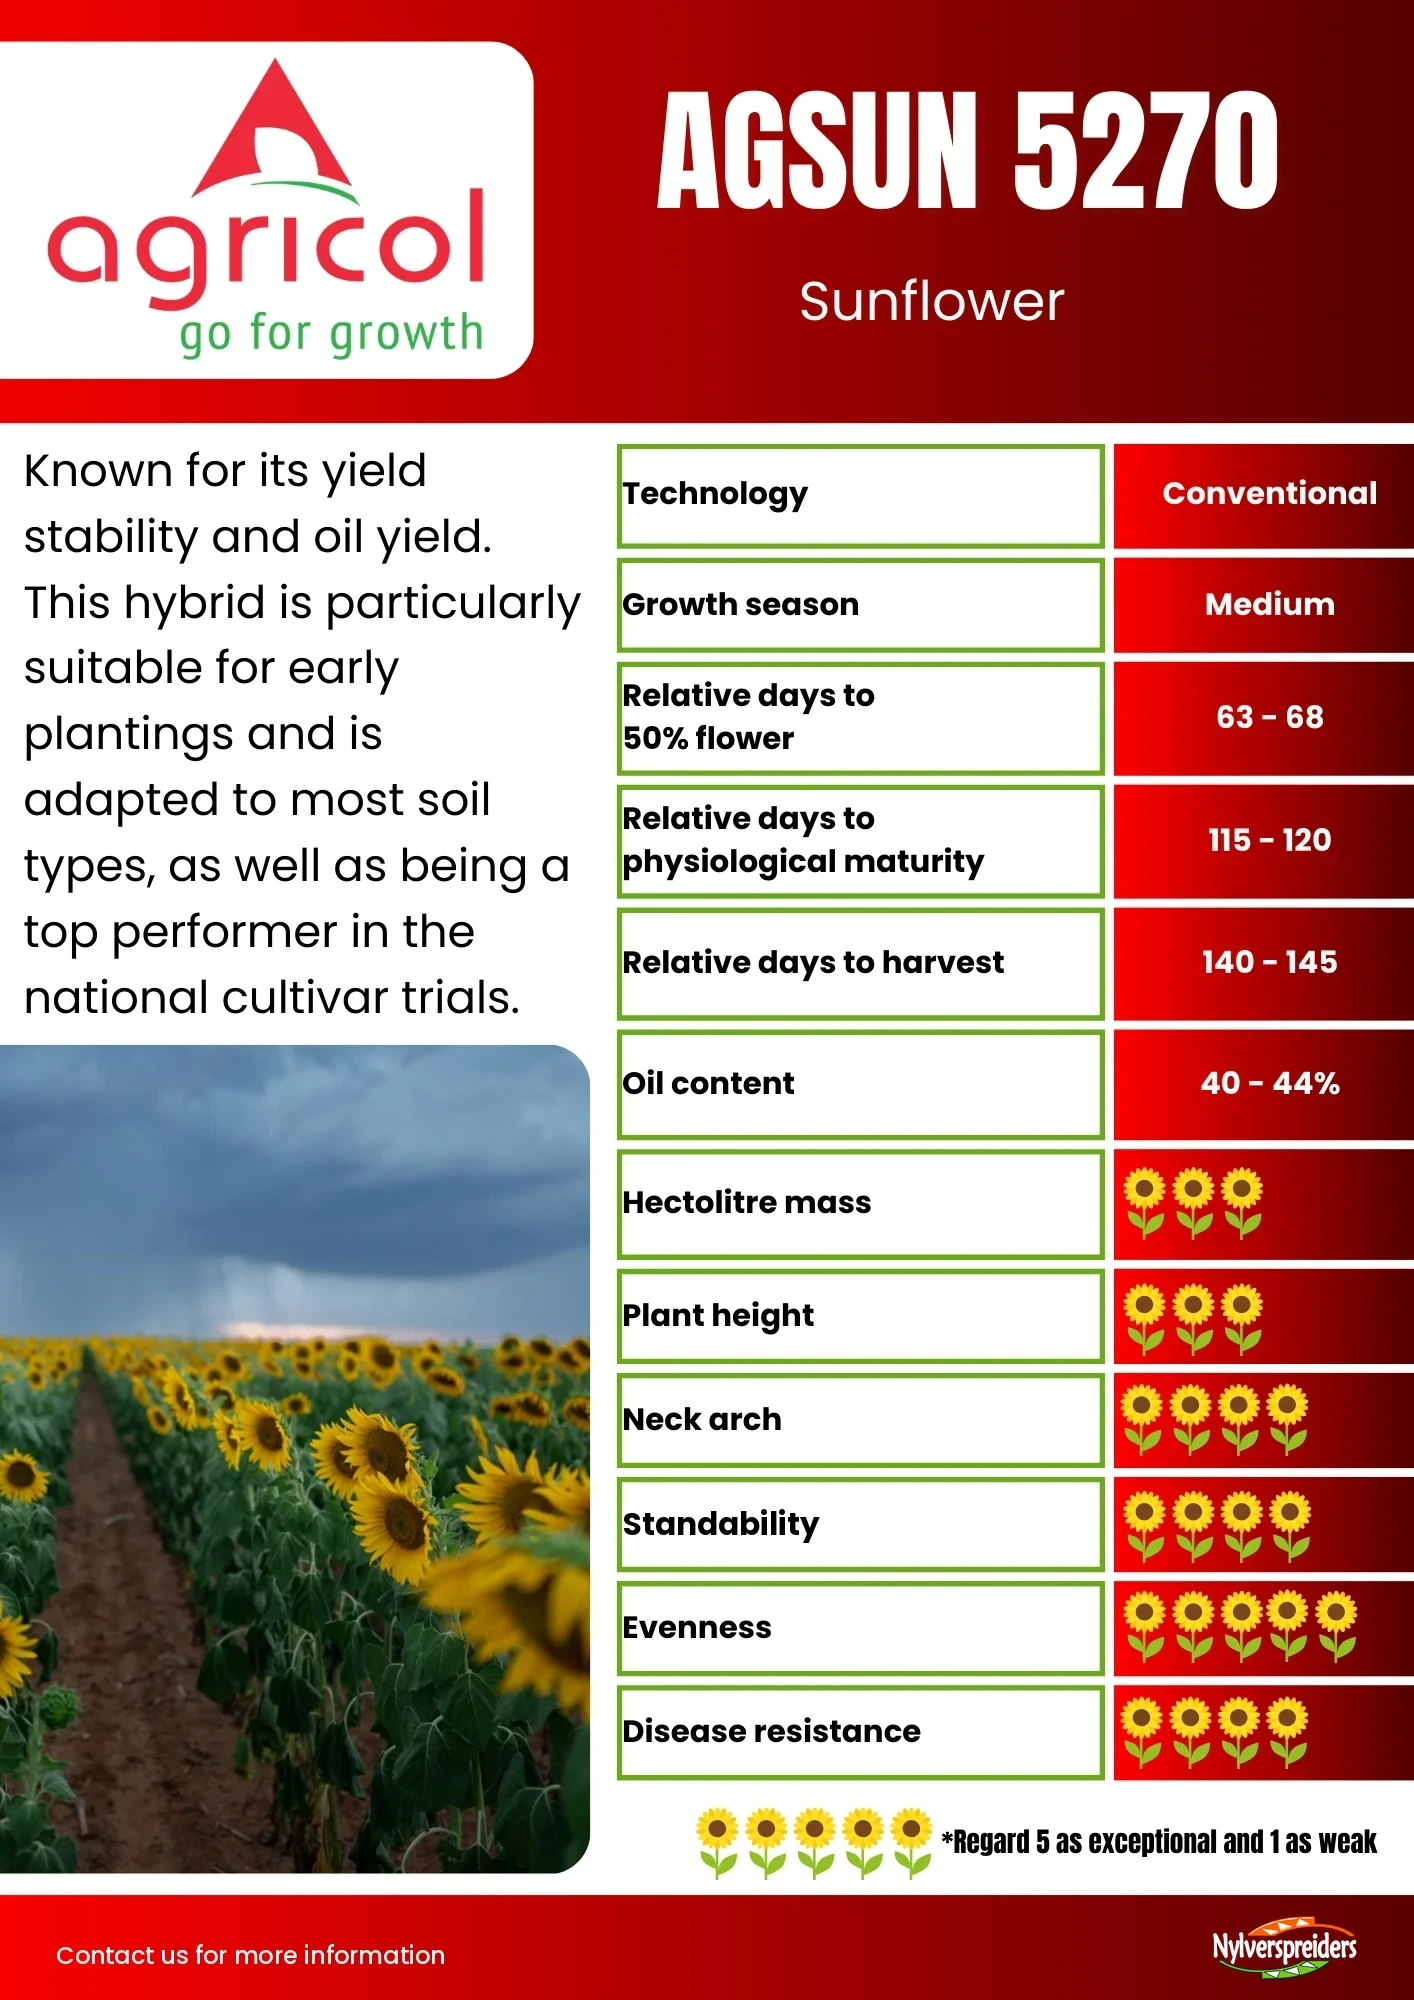 agricol
go for growth
AGSUN 5270
Sunflower
Known for its yield
stability and oil yield.
This hybrid is particularly
suitable for early
plantings and is
adapted to most soil
types, as well as being a
top performer in the
national cultivar trials.
Technology
Conventional
Growth season
Medium
Relative days to
50% flower
63 – 68
Relative days to
physiological maturity
115 – 120
Relative days to harvest
140 – 145
Oil content
40 – 44%
Hectolitre mass
Plant height
Neck arch
Standability
Evenness
Disease resistance
*Regard 5 as exceptional and 1 as weak
Contact us for more information
Nylverspreiders